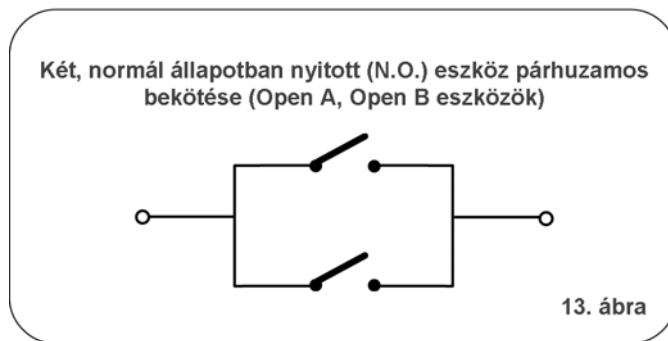 Két, normál állapotban nyitott (N.O.) eszköz párhuzamos
bekötése (Open A, Open B eszközök)
13. ábra